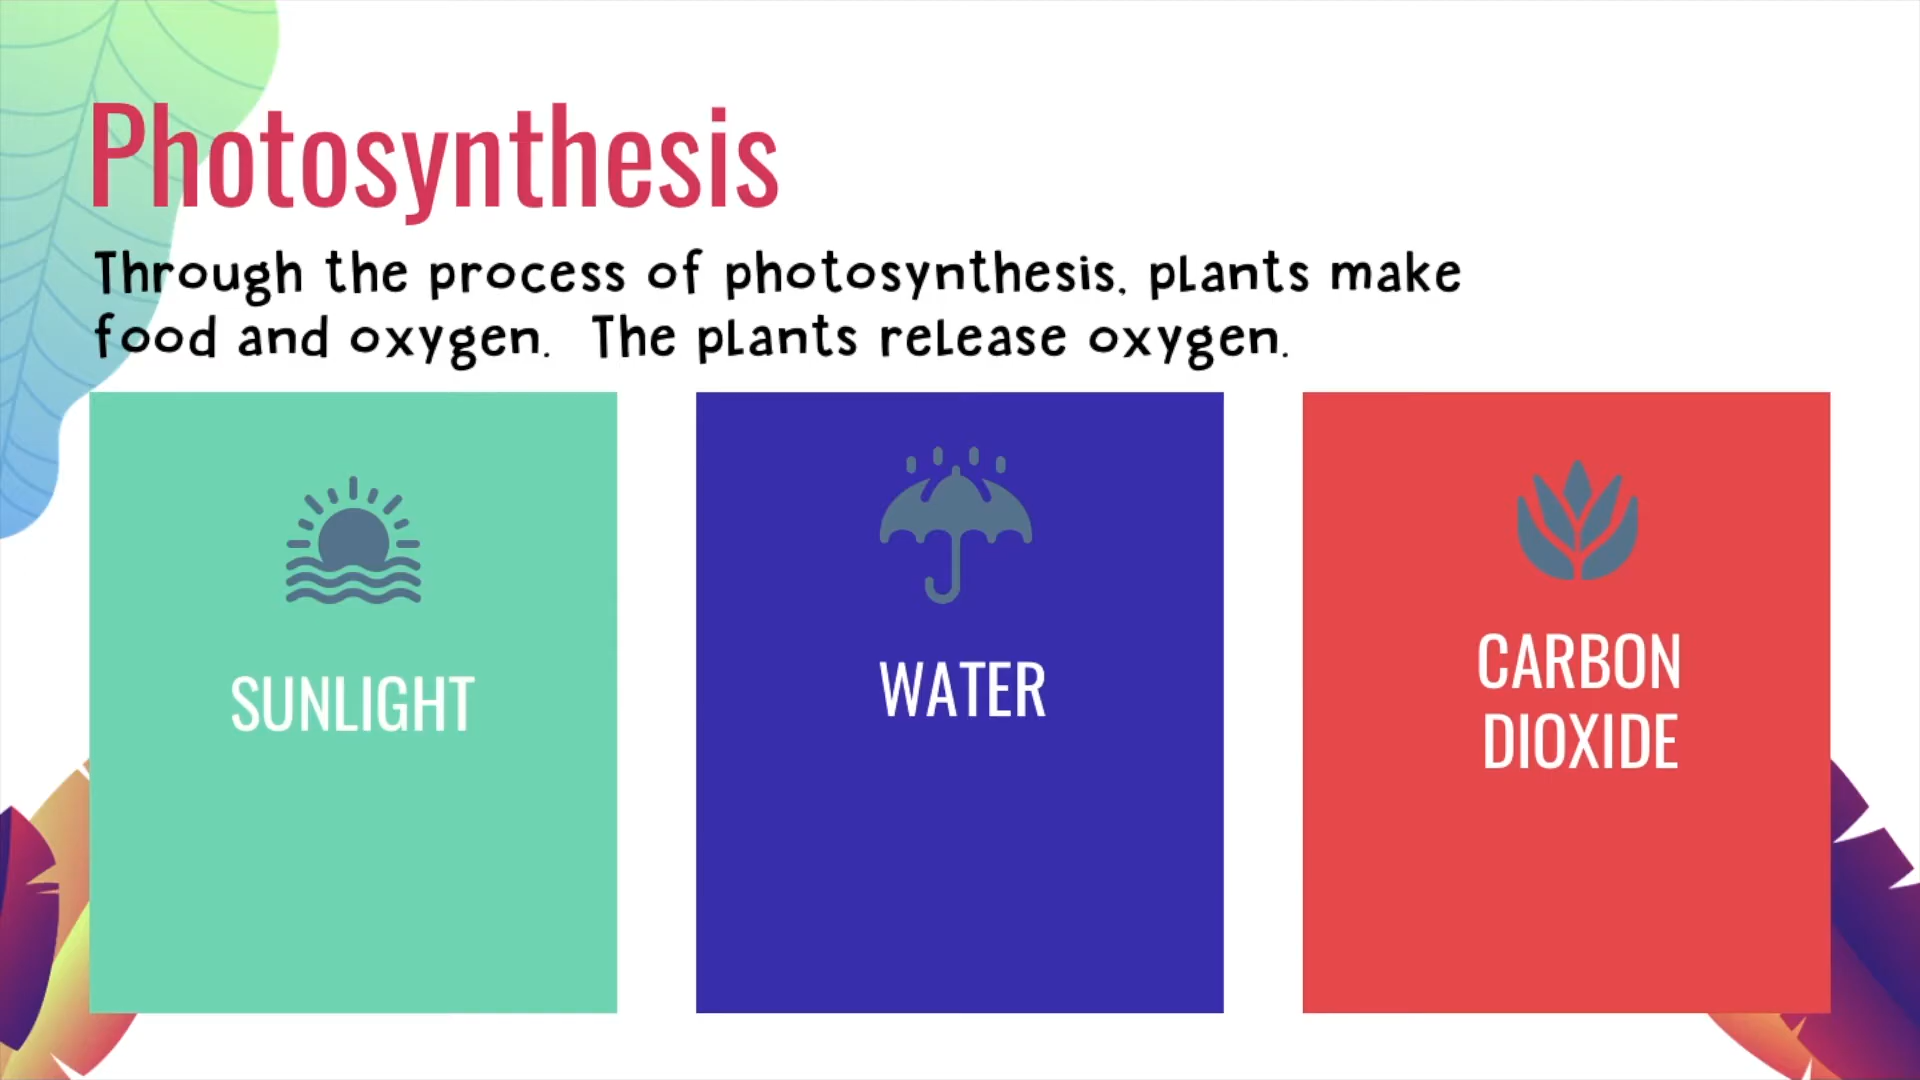 Photosynthesis
Through the process of photosynthesis, plants make
food and oxygen.  The plants release oxygen.
SUNLIGHT
WATER
CARBON
DIOXIDE